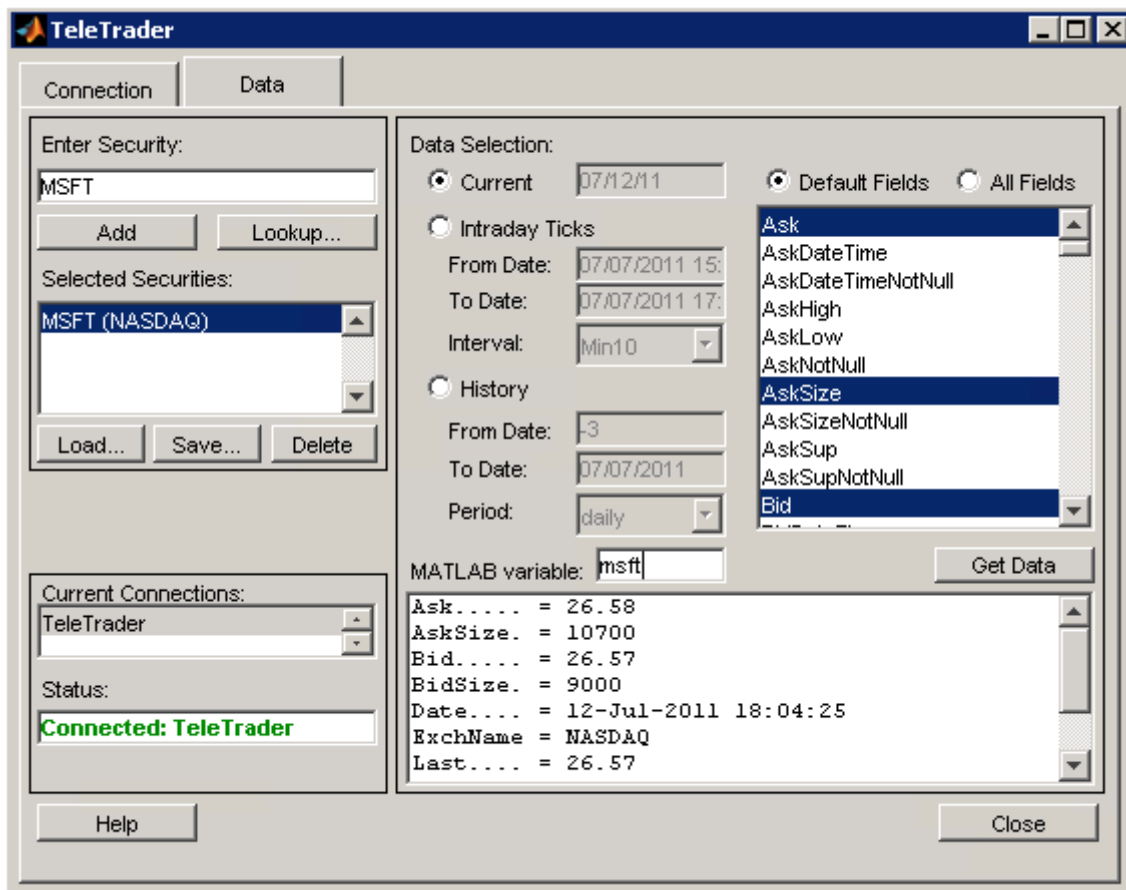 TeleTrader
Connection
Data
Enter Security:
MSFT
Add
Lookup...
Selected Securities:
MSFT (NASDAQ)
Load...
Save...
Delete
Current Connections:
TeleTrader
Status:
Connected: TeleTrader
Data Selection:
Current
07/12/11
Intraday Ticks
From Date:
07/07/2011 15:
To Date:
07/07/2011 17:
Interval:
Min10
History
From Date:
-3
To Date:
07/07/2011
Period:
daily
Default Fields
All Fields
Ask
AskDateTime
AskDateTimeNotNull
AskHigh
AskLow
AskNotNull
AskSize
AskSizeNotNull
AskSup
AskSupNotNull
Bid
MATLAB variable:
msft
Get Data
Ask..... = 26.58
AskSize. = 10700
Bid..... = 26.57
BidSize. = 9000
Date.... = 12-Jul-2011 18:04:25
ExchName = NASDAQ
Last.... = 26.57
Help
Close